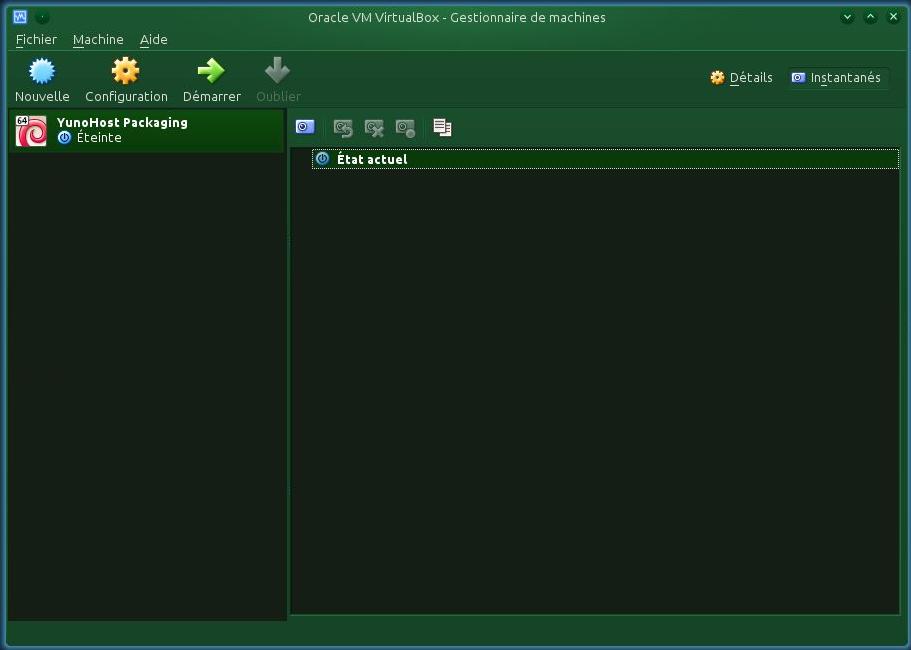 Oracle VM VirtualBox - Gestionnaire de machines
Fichier Machine Aide
Nouvelle Configuration Démarrer Oublier
Détails Instantanés
64
YunoHost Packaging
Éteinte
État actuel